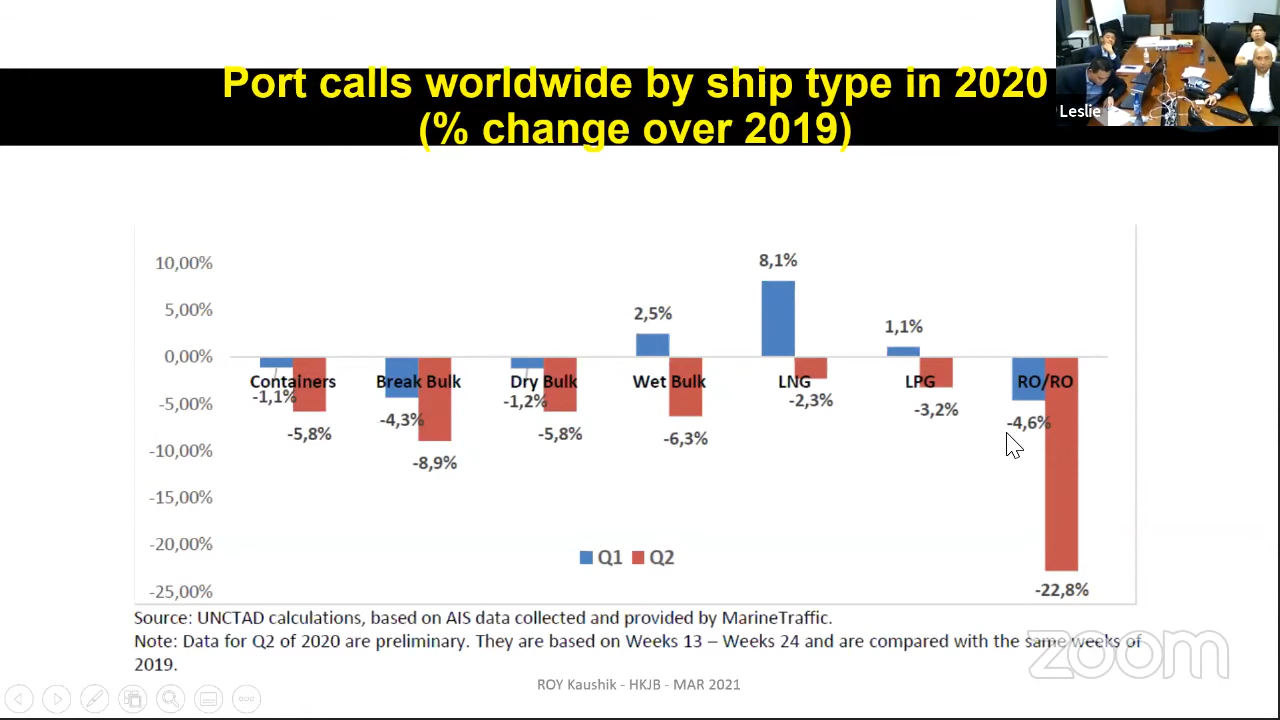 Port calls worldwide by ship type in 2020
(% change over 2019)
Leslie
10,00%
5,00%
0,00%
-5,00%
-10,00%
-15,00%
-20,00%
-25,00%
8,1%
2,5%
1,1%
Containers
Break Bulk
Dry Bulk
Wet Bulk
LNG
LPG
RO/RO
-1,1%
-5,8%
-4,3%
-8,9%
-1,2%
-5,8%
-6,3%
-2,3%
-3,2%
-4,6%
-22,8%
Q1
Q2
Source: UNCTAD calculations, based on AIS data collected and provided by MarineTraffic.
Note: Data for Q2 of 2020 are preliminary. They are based on Weeks 13 – Weeks 24 and are compared with the same weeks of
2019.
zoom
ROY Kaushik - HKJB - MAR 2021